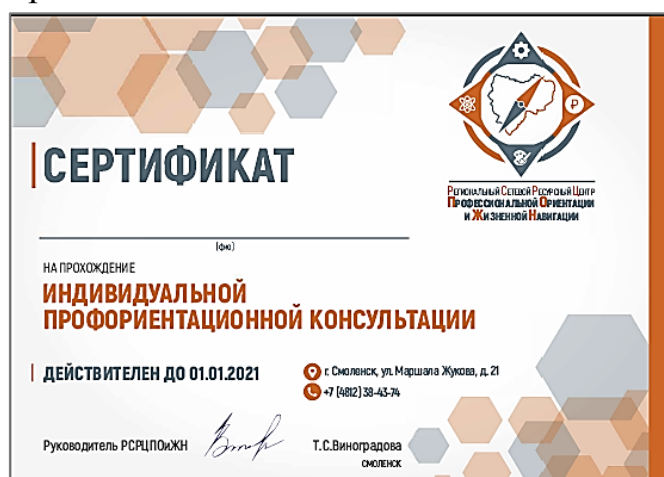 СЕРТИФИКАТ
Региональный Сетевой Ресурсный Центр
Профессиональной Ориентации
и Жизненной Навигации
(фио)
НА ПРОХОЖДЕНИЕ
ИНДИВИДУАЛЬНОЙ
ПРОФОРИЕНТАЦИОННОЙ КОНСУЛЬТАЦИИ
ДЕЙСТВИТЕЛЕН ДО 01.01.2021
г. Смоленск, ул. Маршала Жукова, д. 21
+7 (4812) 38-43-74
Руководитель РСРЦПОиЖН
Т.С.Виноградова
СМОЛЕНСК